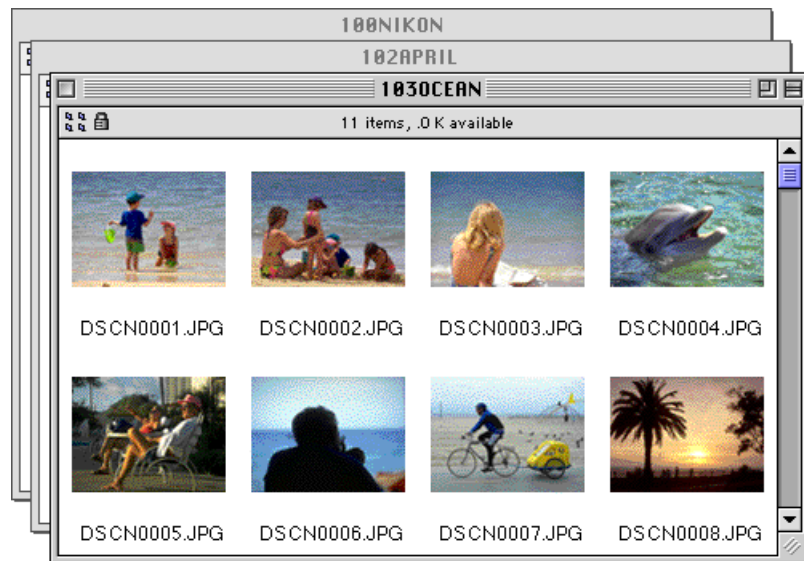 100NIKON
102APRIL
103OCEAN
11 items, .0 K available
DSCN0001.JPG DSCN0002.JPG DSCN0003.JPG DSCN0004.JPG
DSCN0005.JPG DSCN0006.JPG DSCN0007.JPG DSCN0008.JPG